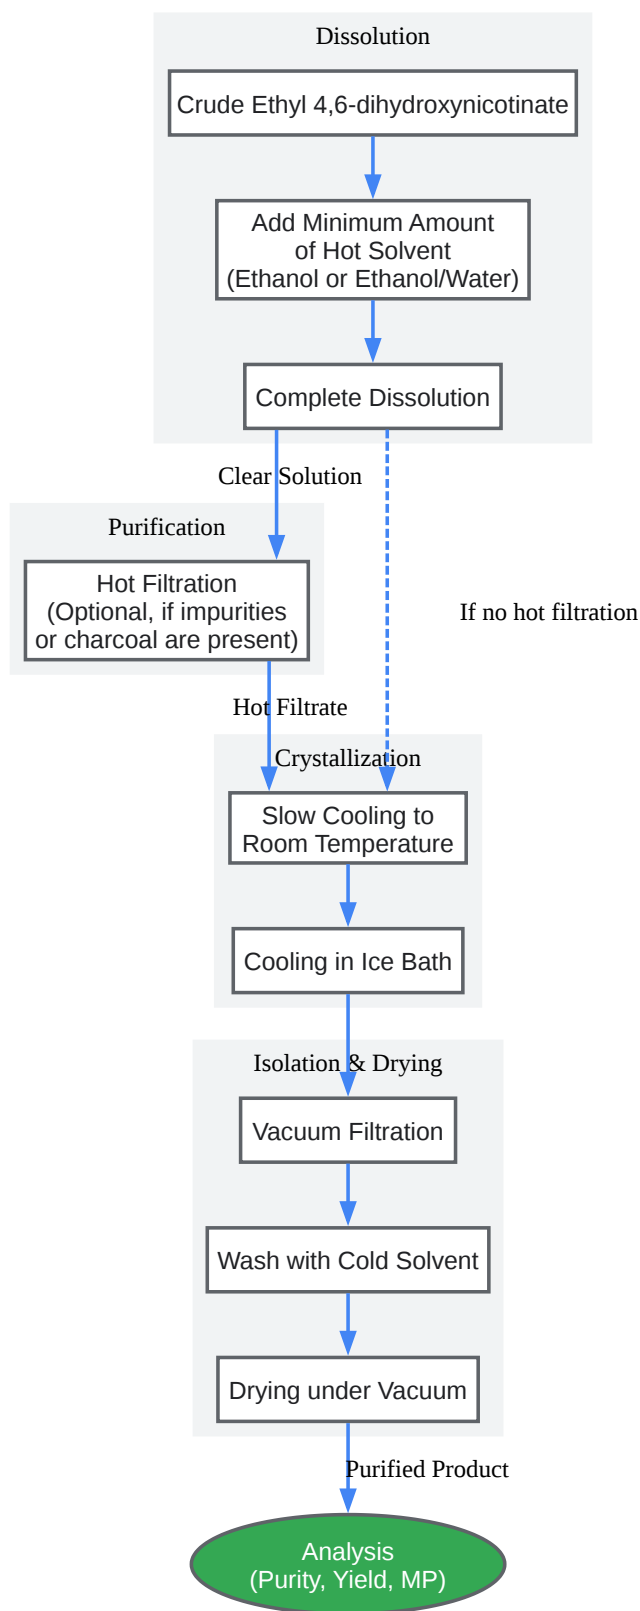 Dissolution
Crude Ethyl 4,6-dihydroxynicotinate
Add Minimum Amount
of Hot Solvent
(Ethanol or Ethanol/Water)
Complete Dissolution
Clear Solution
Purification
Hot Filtration
(Optional, if impurities
or charcoal are present)
If no hot filtration
Hot Filtrate
Crystallization
Slow Cooling to
Room Temperature
Cooling in Ice Bath
Isolation & Drying
Vacuum Filtration
Wash with Cold Solvent
Drying under Vacuum
Purified Product
Analysis
(Purity, Yield, MP)